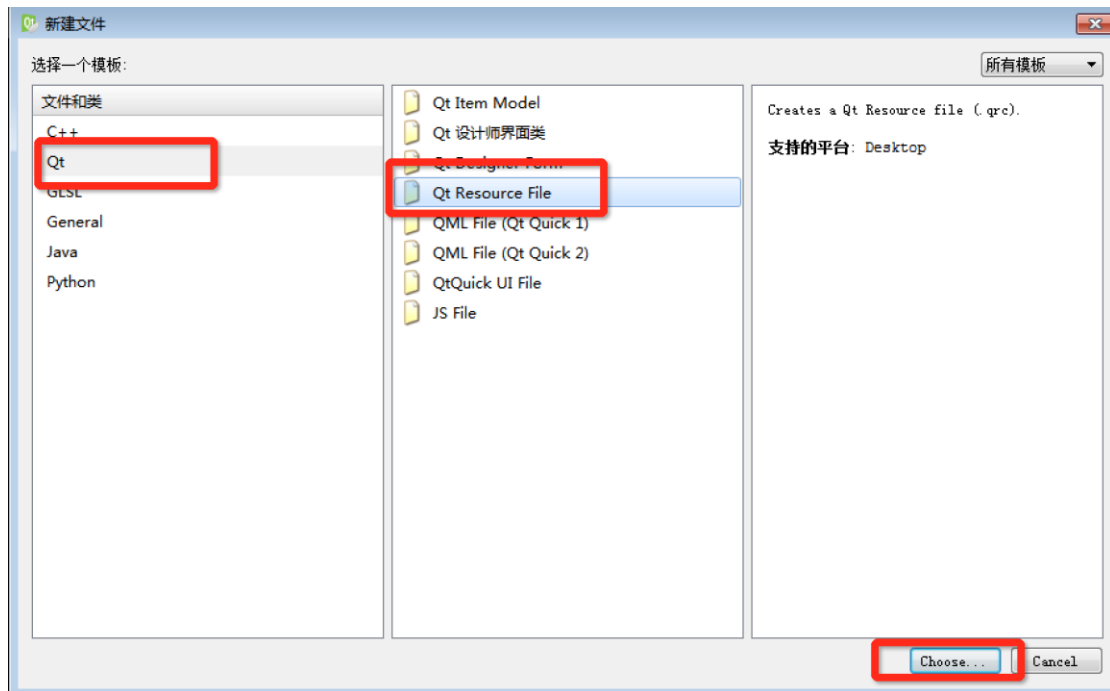 新建文件
选择一个模板:
所有模板
文件和类
C++
Qt
GLSL
General
Java
Python
Qt Item Model
Qt 设计师界面类
Qt Designer Form
Qt Resource File
QML File (Qt Quick 1)
QML File (Qt Quick 2)
QtQuick UI File
JS File
Creates a Qt Resource file (.qrc).
支持的平台: Desktop
Choose...
Cancel